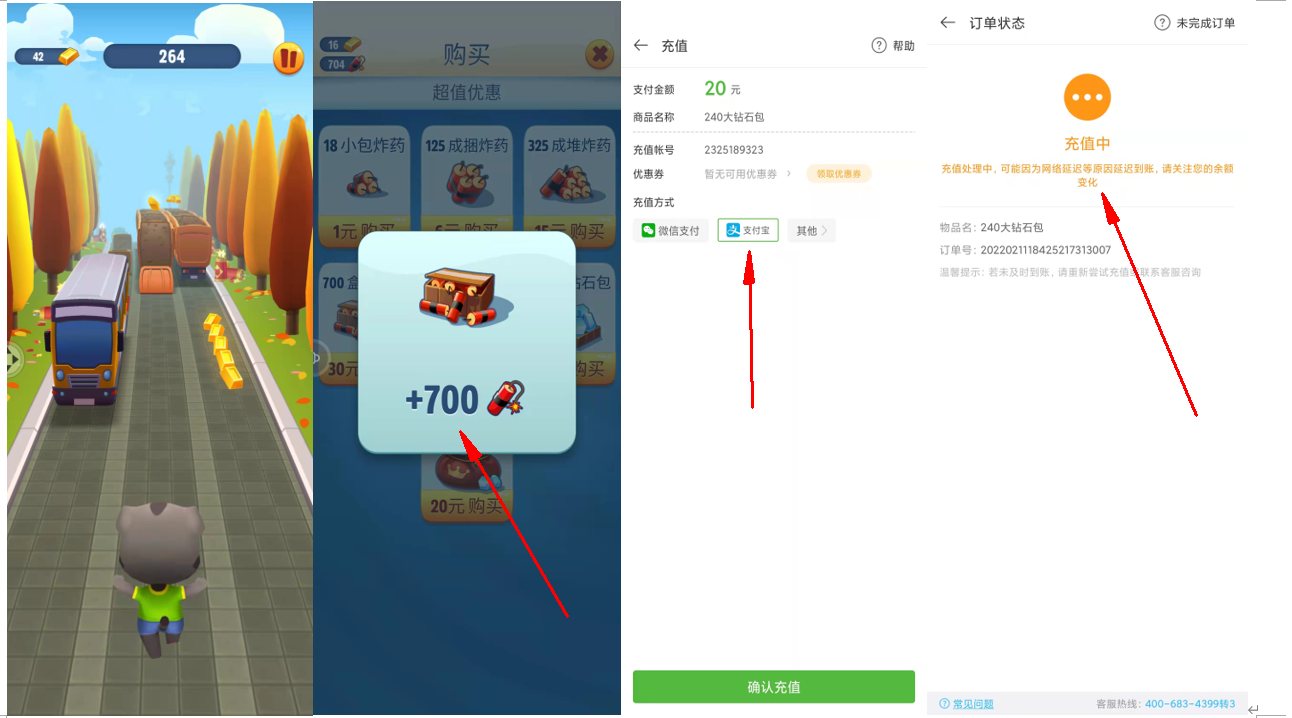 42
264
16
704
购买
超值优惠
18 小包炸药
125 成捆炸药
325 成堆炸药
1元 购买
6元 购买
15元 购买
700 盒
石包
30元
购买
+700
20元 购买
充值
帮助
支付金额 20 元
商品名称 240大钻石包
充值帐号 2325189323
优惠券 暂无可用优惠券 领取优惠券
充值方式
微信支付 支付宝 其他
确认充值
订单状态
未完成订单
充值中
充值处理中，可能因为网络延迟等原因延迟到账，请关注您的余额
变化
物品名： 240大钻石包
订单号： 2022021118425217313007
温馨提示：若未及时到账，请重新尝试充值或联系客服咨询
常见问题
客服热线：400-683-4399转3